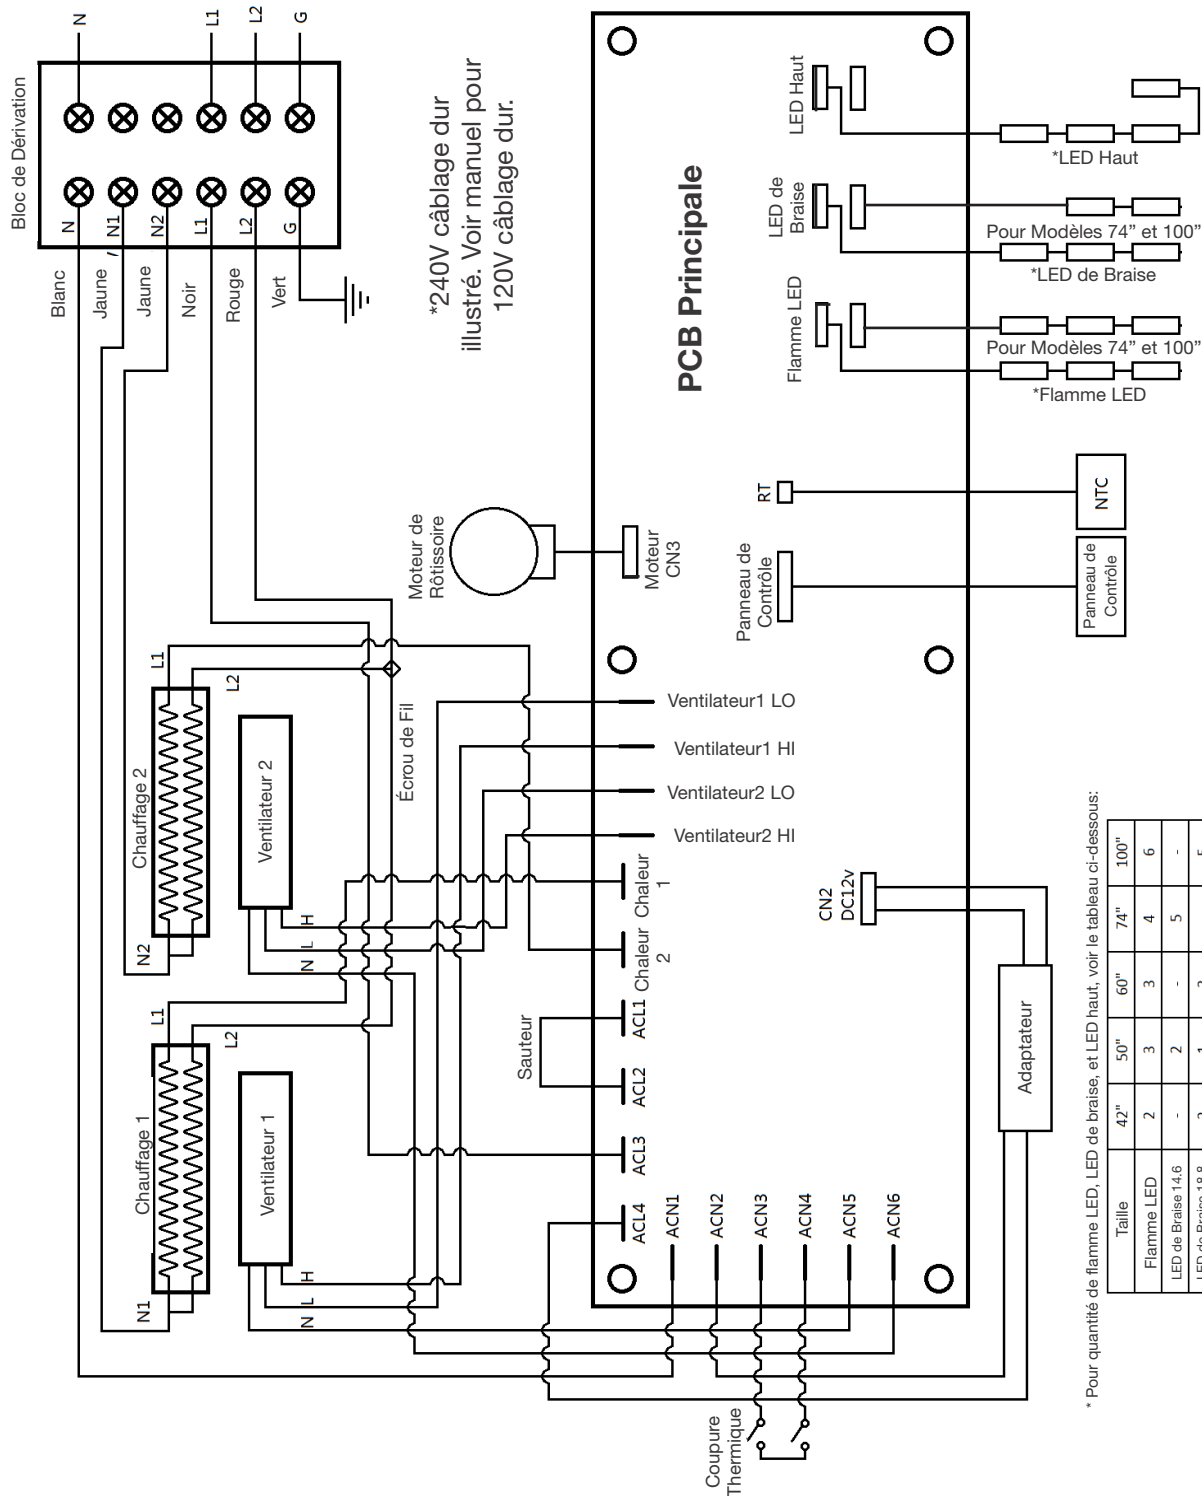 Bloc de Dérivation
N
L1
L2
G
N
N1
N2
L1
L2
G
Blanc
Jaune
Jaune
Noir
Rouge
Vert
*240V câblage dur
illustré. Voir manuel pour
120V câblage dur.
PCB Principale
LED Haut
*LED Haut
LED de
Braise
Pour Modèles 74" et 100"
*LED de Braise
Flamme LED
Pour Modèles 74" et 100"
*Flamme LED
RT
NTC
Panneau de
Contrôle
Panneau de
Contrôle
Moteur de
Rôtissoire
Moteur
CN3
Chauffage 2
L1
L2
N2
Ventilateur 2
H
L
N
Écrou de Fil
Chauffage 1
L1
L2
N1
Ventilateur 1
H
L
N
Ventilateur1 LO
Ventilateur1 HI
Ventilateur2 LO
Ventilateur2 HI
Chaleur
1
Chaleur
2
Sauteur
ACL1
ACL2
ACL3
ACL4
ACN1
ACN2
ACN3
ACN4
ACN5
ACN6
CN2
DC12v
Adaptateur
Coupure
Thermique
* Pour quantité de flamme LED, LED de braise, et LED haut, voir le tableau ci-dessous:
Taille 42" 50" 60" 74" 100"
Flamme LED 2 3 3 4 6
LED de Braise 14.6 - 2 - 5 -